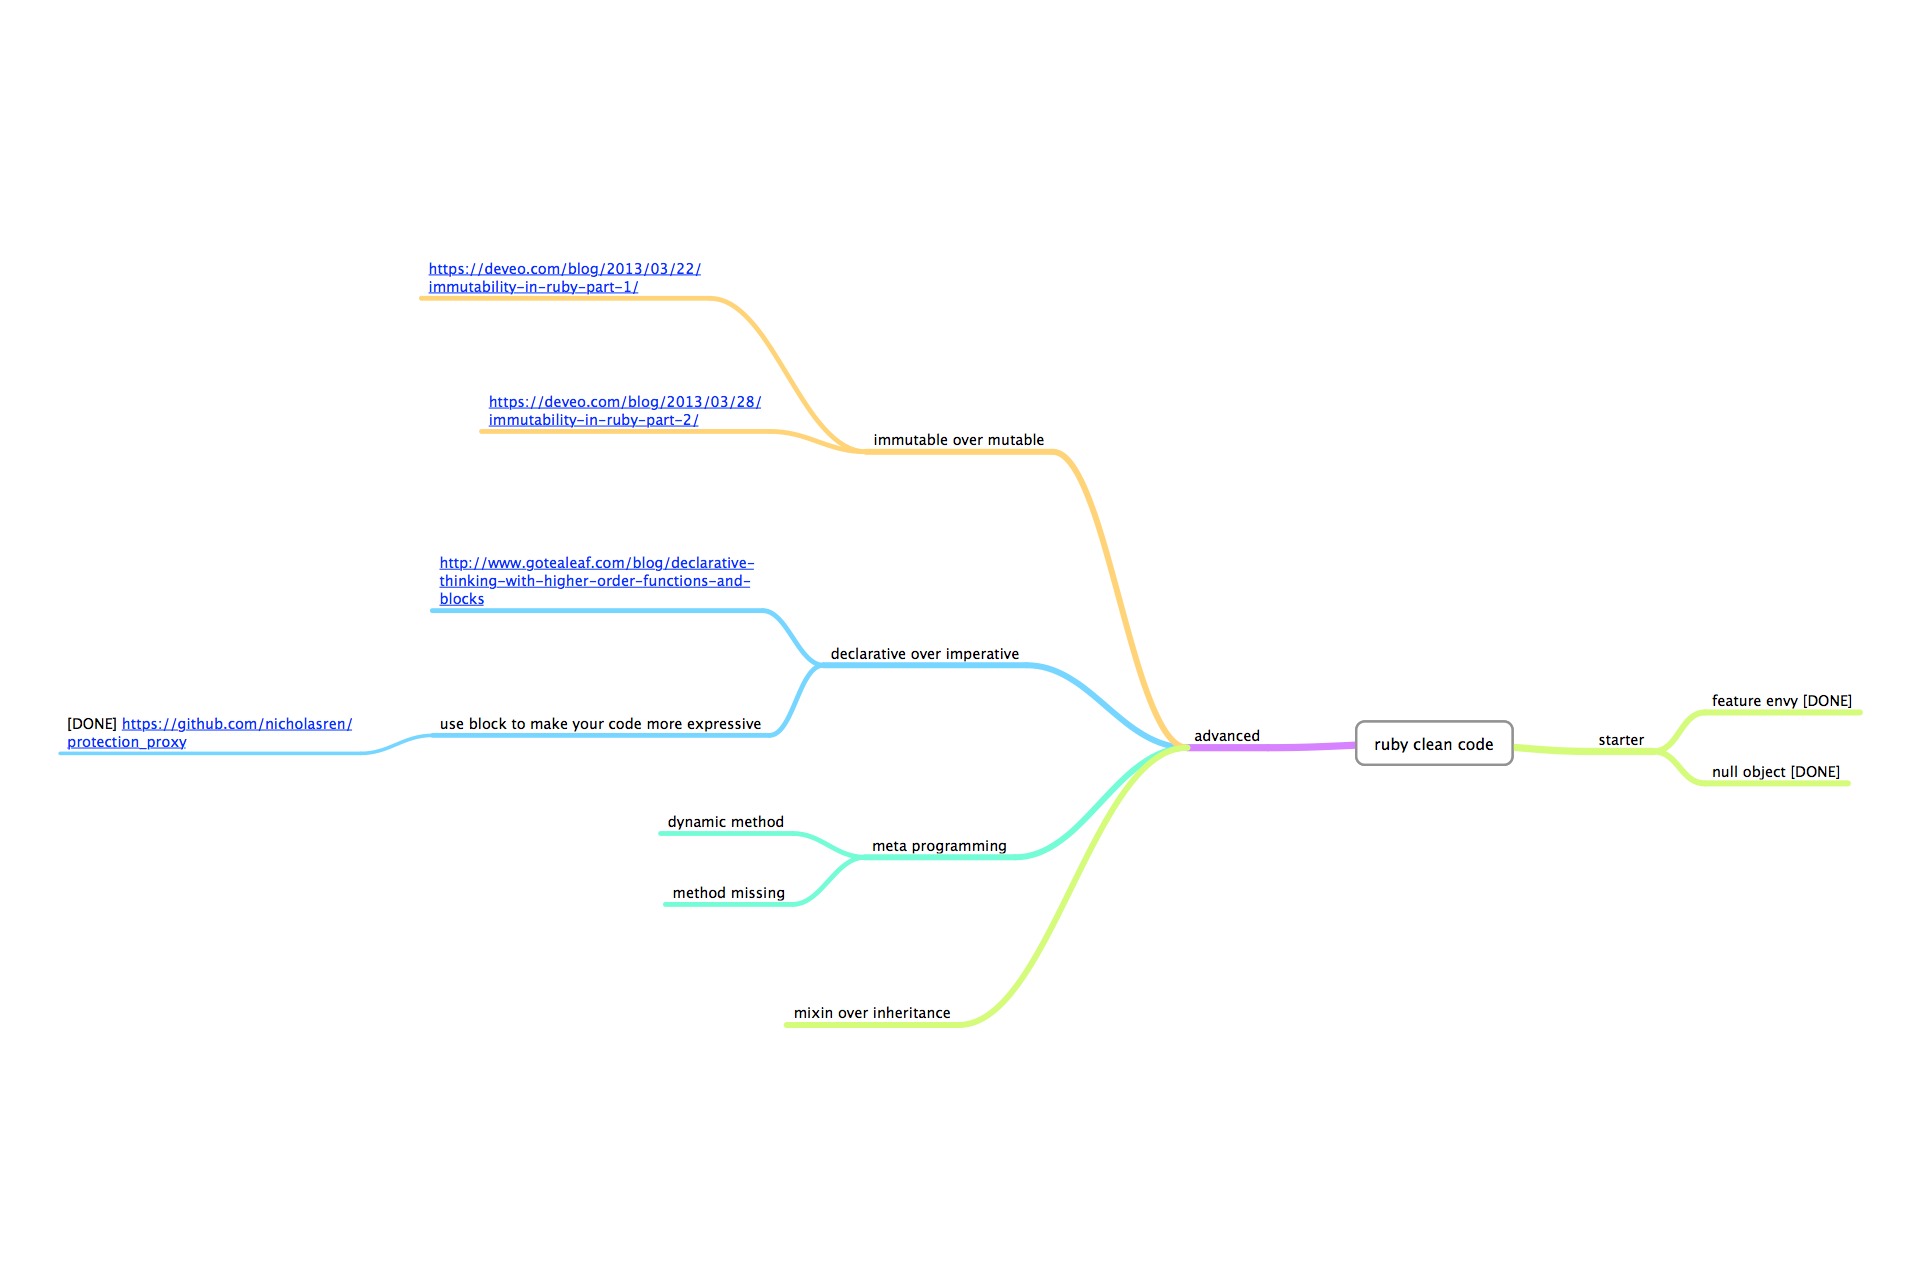 https://deveo.com/blog/2013/03/22/
immutability-in-ruby-part-1/
https://deveo.com/blog/2013/03/28/
immutability-in-ruby-part-2/
immutable over mutable
http://www.gotealeaf.com/blog/declarative-
thinking-with-higher-order-functions-and-
blocks
declarative over imperative
[DONE] https://github.com/nicholasren/
protection_proxy
use block to make your code more expressive
dynamic method
meta programming
method missing
mixin over inheritance
advanced
ruby clean code
starter
feature envy [DONE]
null object [DONE]